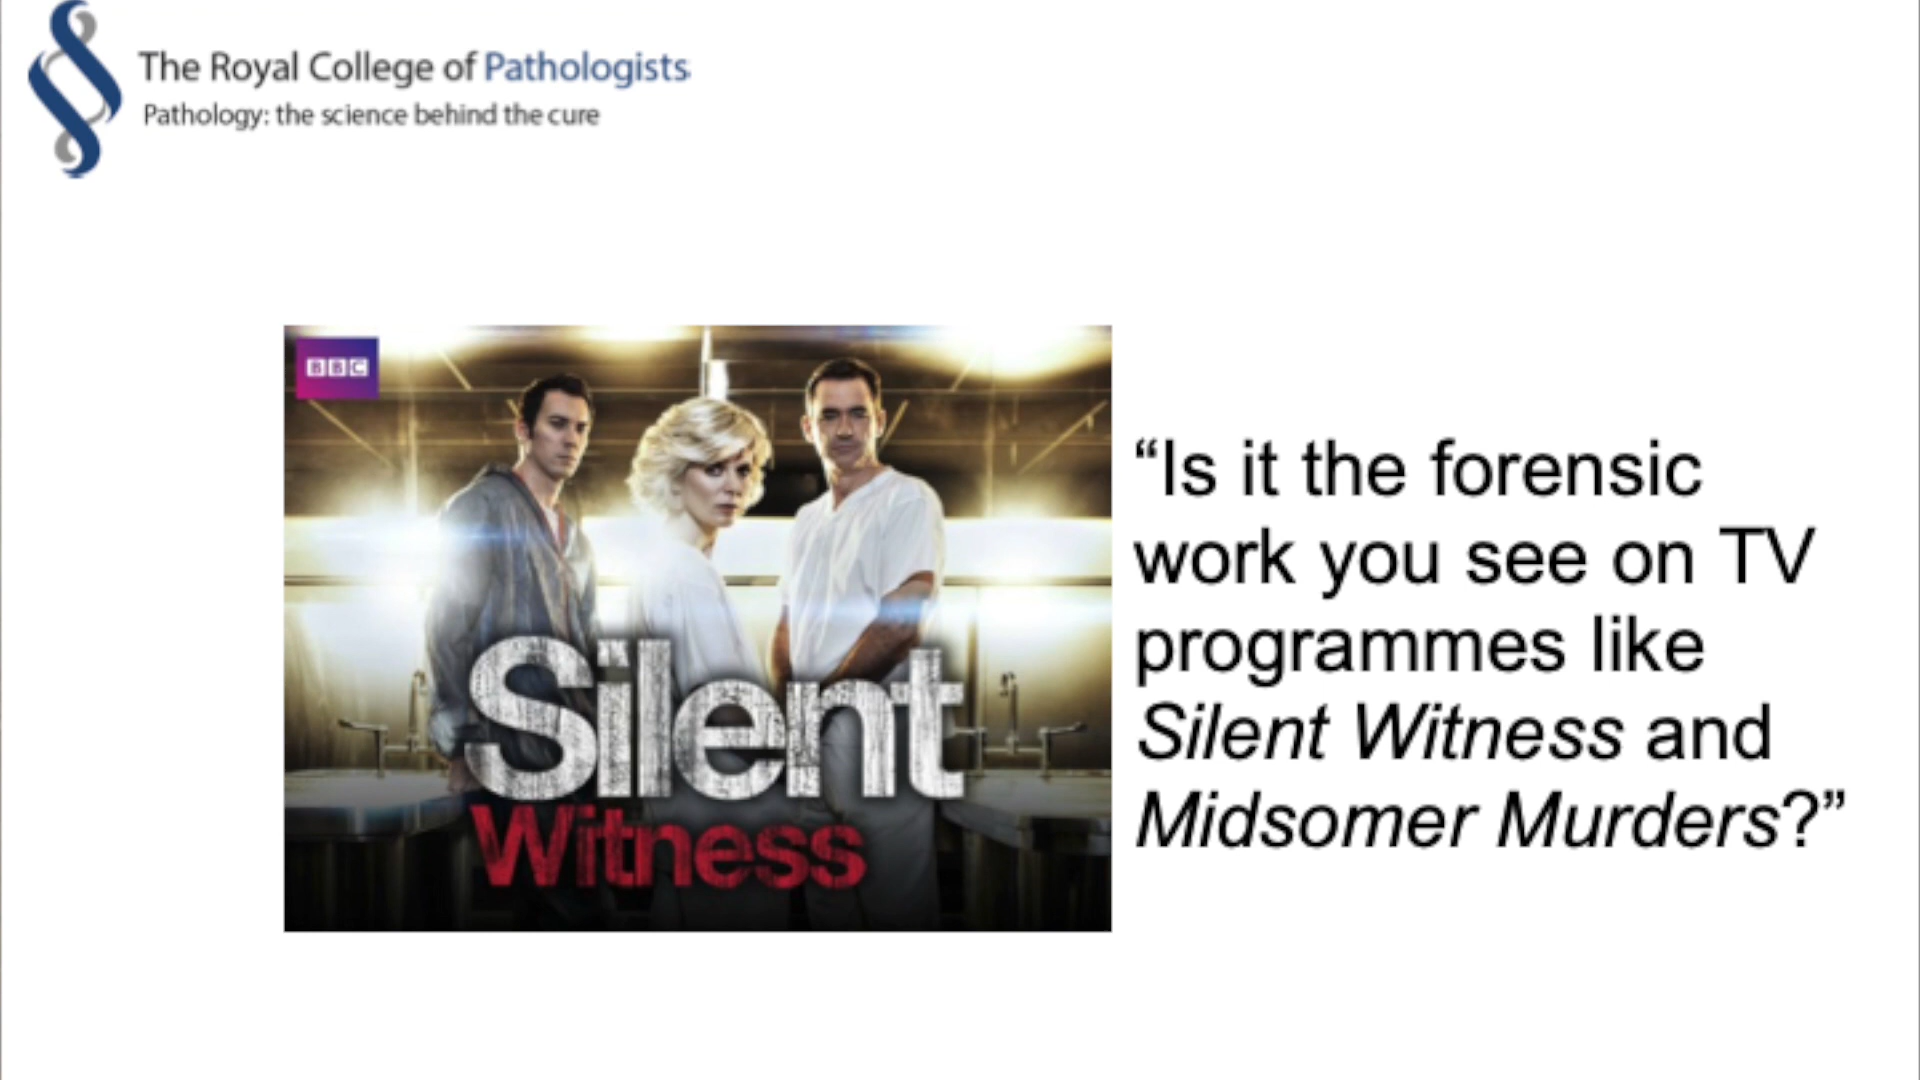 The Royal College of Pathologists
Pathology: the science behind the cure
BBC
Silent
Witness
“Is it the forensic
work you see on TV
programmes like
Silent Witness and
Midsomer Murders?”